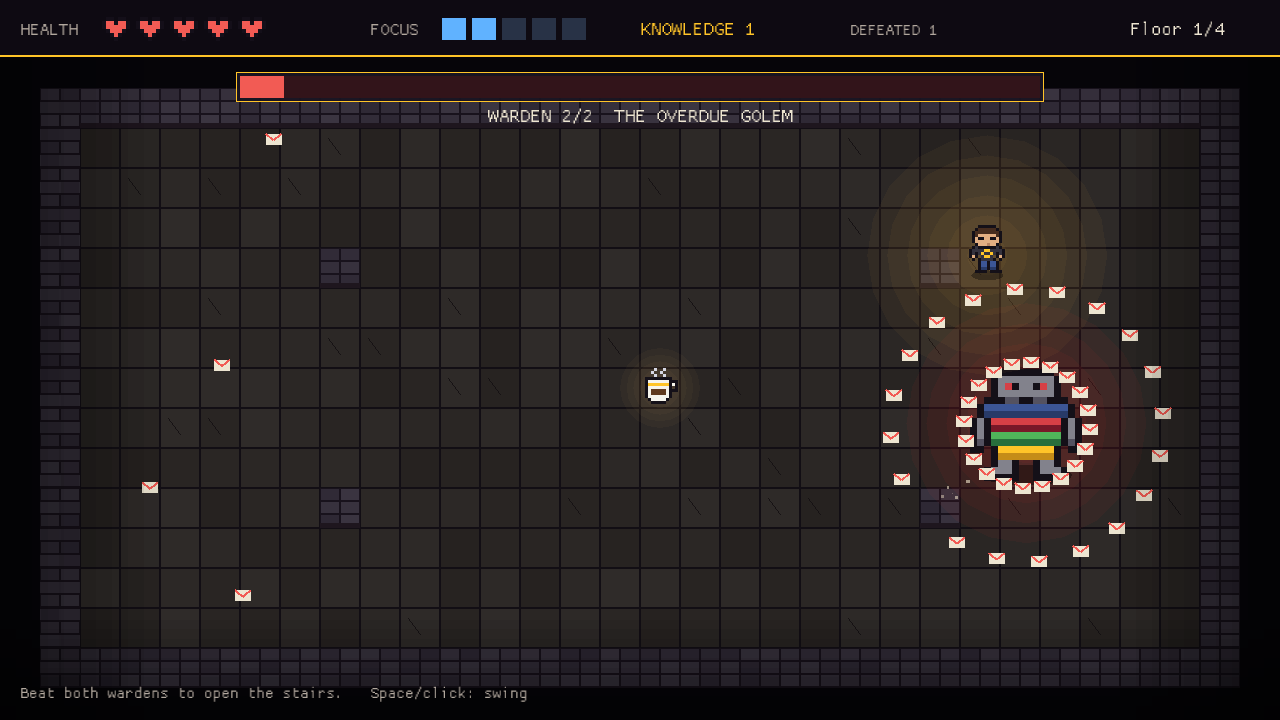 HEALTH FOCUS KNOWLEDGE 1 DEFEATED 1 Floor 1/4
WARDEN 2/2 THE OVERDUE GOLEM
Beat both wardens to open the stairs. Space/click: swing